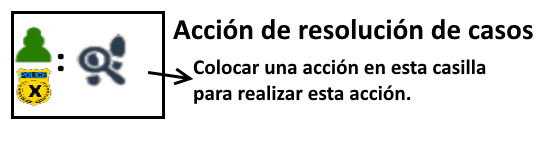 Acción de resolución de casos
Colocar una acción en esta casilla
para realizar esta acción.
:
POLICE
X